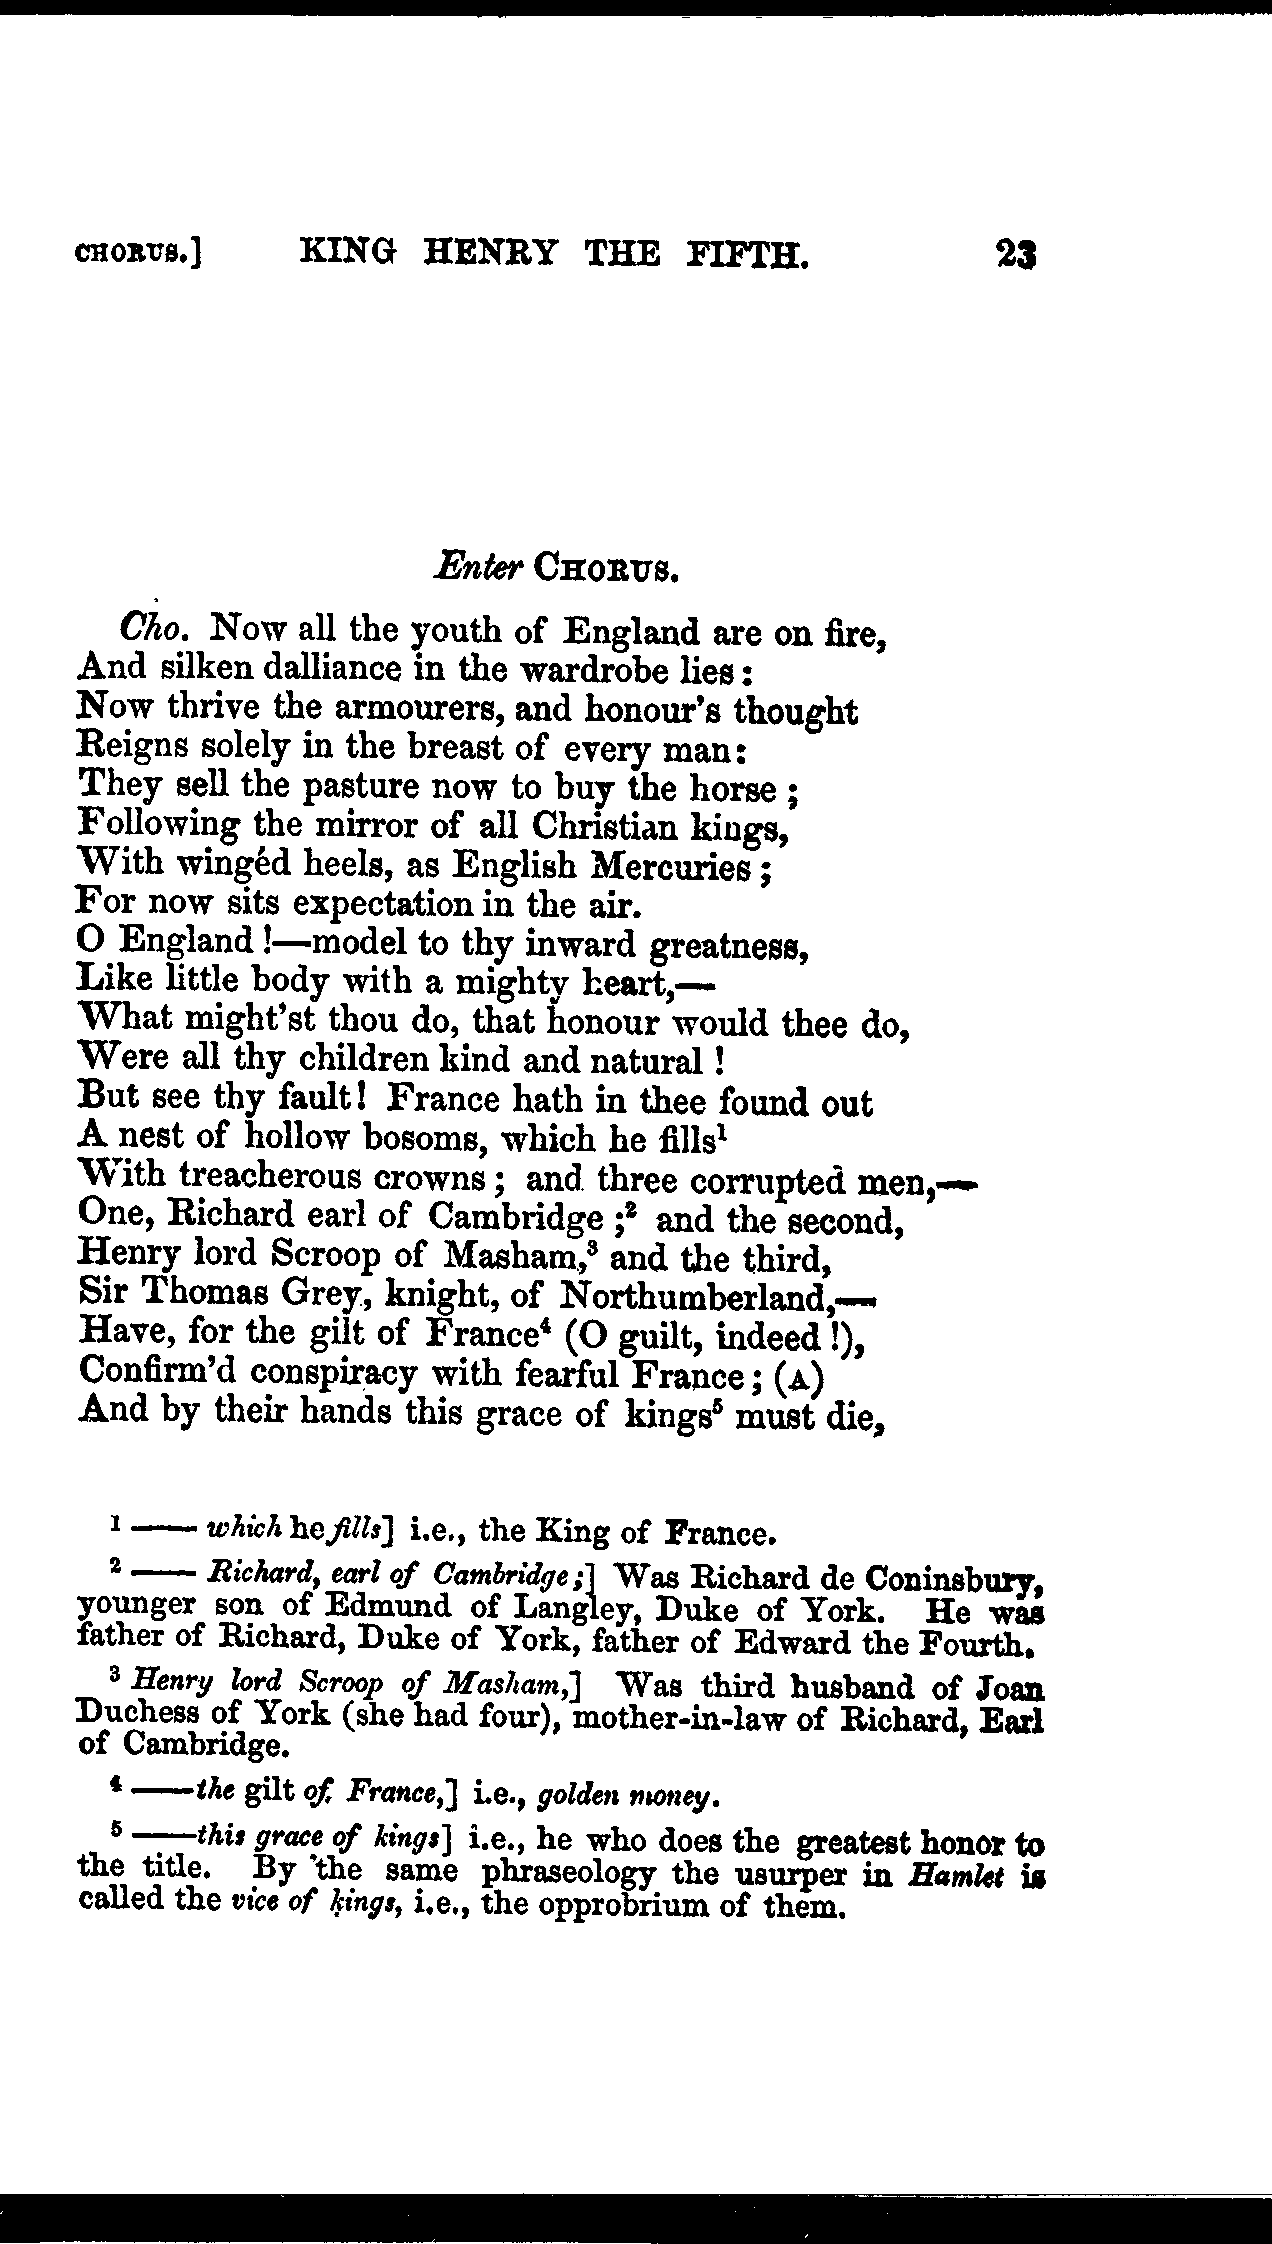 CHORUS.] KING HENRY THE FIFTH. 23
Enter CHORUS.
Cho. Now all the youth of England are on fire,
And silken dalliance in the wardrobe lies:
Now thrive the armourers, and honour's thought
Reigns solely in the breast of every man:
They sell the pasture now to buy the horse;
Following the mirror of all Christian kings,
With wingéd heels, as English Mercuries;
For now sits expectation in the air.
O England!—model to thy inward greatness,
Like little body with a mighty heart,—
What might'st thou do, that honour would thee do,
Were all thy children kind and natural!
But see thy fault! France hath in thee found out
A nest of hollow bosoms, which he fills¹
With treacherous crowns; and three corrupted men,—
One, Richard earl of Cambridge;² and the second,
Henry lord Scroop of Masham,³ and the third,
Sir Thomas Grey, knight, of Northumberland,—
Have, for the gilt of France⁴ (O guilt, indeed!),
Confirm'd conspiracy with fearful France; (A)
And by their hands this grace of kings⁵ must die,
¹ —— which he fills] i.e., the King of France.
² —— Richard, earl of Cambridge;] Was Richard de Coninsbury,
younger son of Edmund of Langley, Duke of York. He was
father of Richard, Duke of York, father of Edward the Fourth.
³ Henry lord Scroop of Masham,] Was third husband of Joan
Duchess of York (she had four), mother-in-law of Richard, Earl
of Cambridge.
⁴ ——the gilt of France,] i.e., golden money.
⁵ ——this grace of kings] i.e., he who does the greatest honor to
the title. By the same phraseology the usurper in Hamlet is
called the vice of kings, i.e., the opprobrium of them.